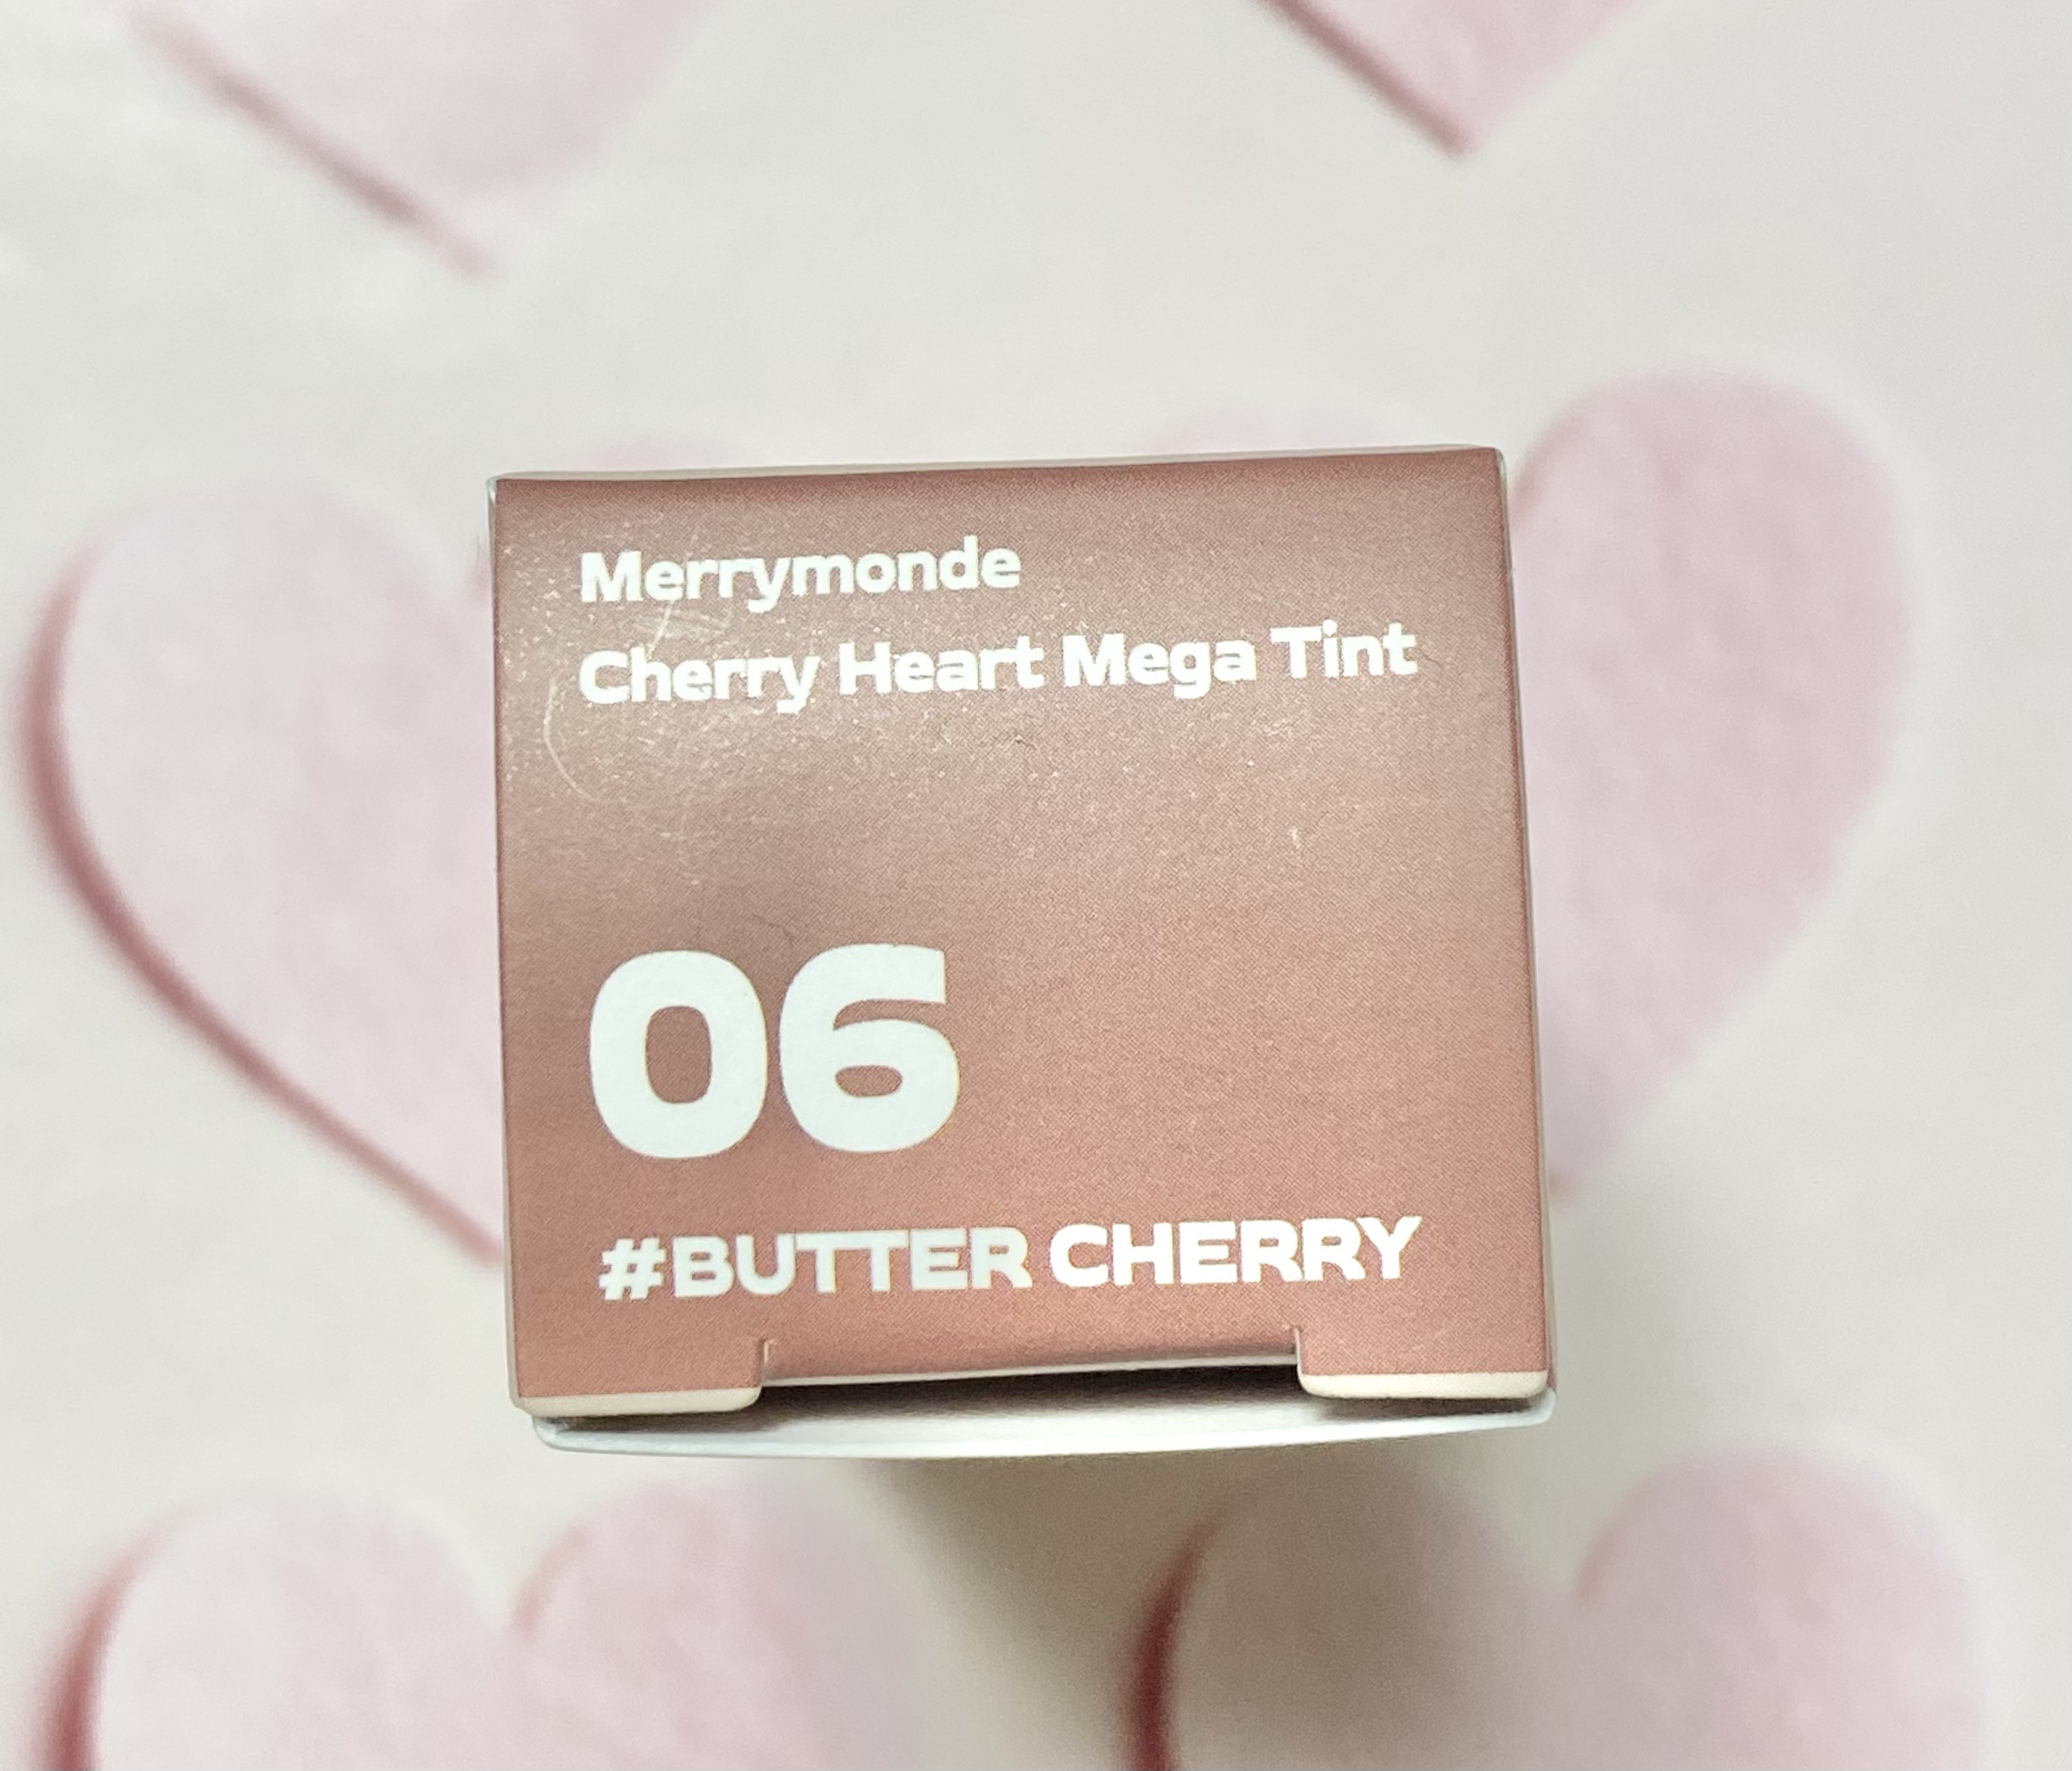 Merrymonde
Cherry Heart Mega Tint
06
#BUTTER CHERRY